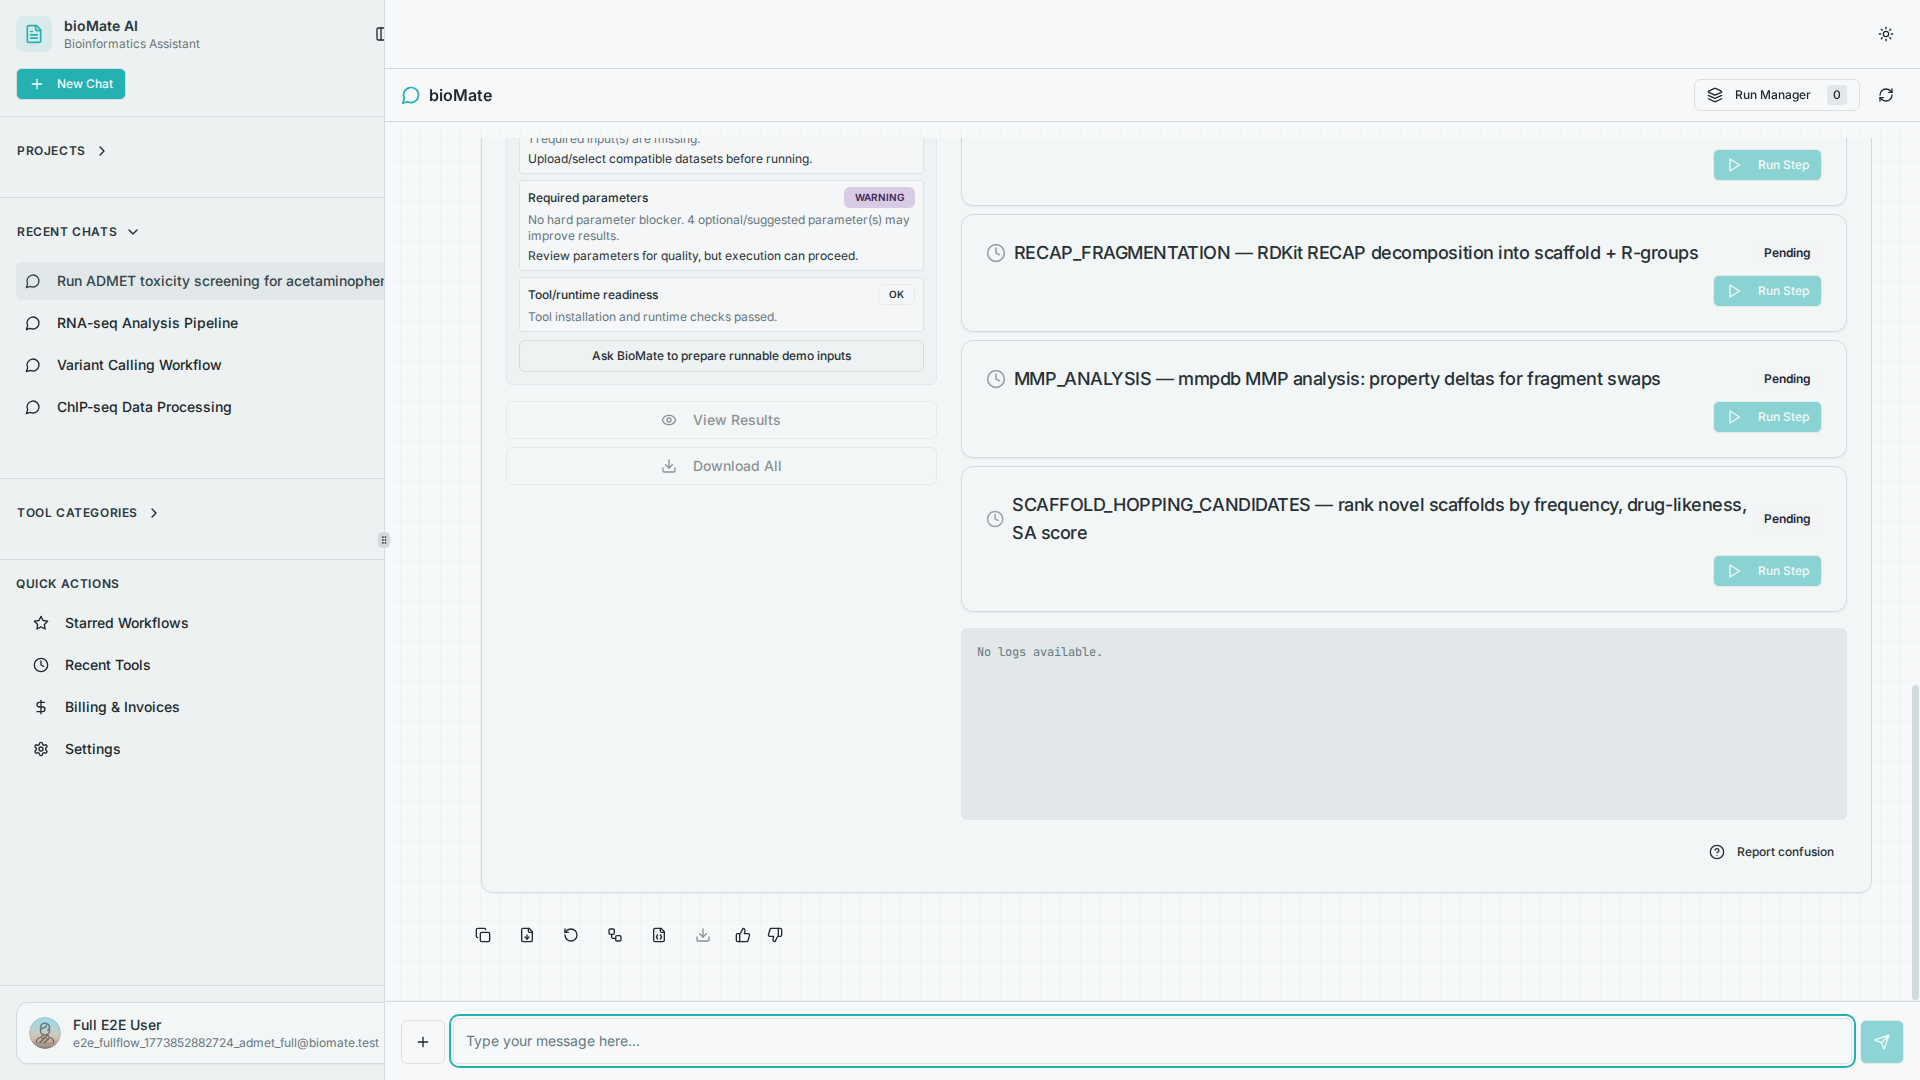 bioMate AI
Bioinformatics Assistant
New Chat
PROJECTS
RECENT CHATS
Run ADMET toxicity screening for acetaminophen
RNA-seq Analysis Pipeline
Variant Calling Workflow
ChIP-seq Data Processing
TOOL CATEGORIES
QUICK ACTIONS
Starred Workflows
Recent Tools
Billing & Invoices
Settings
Full E2E User
e2e_fullflow_1773852882724_admet_full@biomate.test
bioMate
Run Manager 0
1 required input(s) are missing.
Upload/select compatible datasets before running.
Required parameters WARNING
No hard parameter blocker. 4 optional/suggested parameter(s) may
improve results.
Review parameters for quality, but execution can proceed.
Tool/runtime readiness OK
Tool installation and runtime checks passed.
Ask BioMate to prepare runnable demo inputs
View Results
Download All
Run Step
RECAP_FRAGMENTATION — RDKit RECAP decomposition into scaffold + R-groups Pending
Run Step
MMP_ANALYSIS — mmpdb MMP analysis: property deltas for fragment swaps Pending
Run Step
SCAFFOLD_HOPPING_CANDIDATES — rank novel scaffolds by frequency, drug-likeness,
SA score
Pending
Run Step
No logs available.
Report confusion
Type your message here...